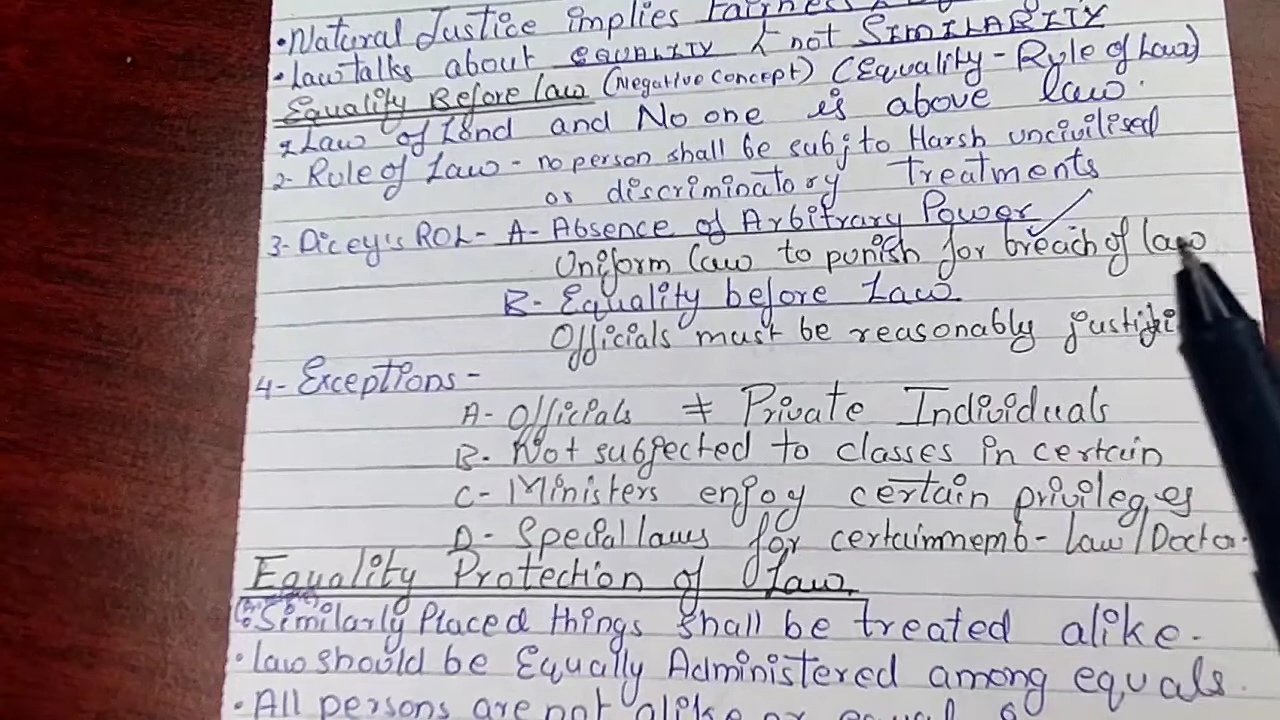 •Natural Justice implies Fairness
•Law talks about EQUALITY & not SIMILARITY
Equality Before law (Negative concept) (Equality - Rule of Law)
1 Law of Land and No one is above law.
2- Rule of Law - no person shall be subj to Harsh uncivilised
or discriminatory treatments
3- Dicey's ROL- A- Absence of Arbitrary Power
Uniform law to punish for breach of law
B- Equality before Law
Officials must be reasonably justifi
4- Exceptions -
A- Officials ≠ Private Individuals
B. Not subjected to classes in certain
C- Ministers enjoy certain privileges
D- Special laws for certain memb- law/Doctor.
Equality Protection of Law
Similarly Placed things shall be treated alike.
•law should be Equally Administered among equals.
•All persons are not alike or equal